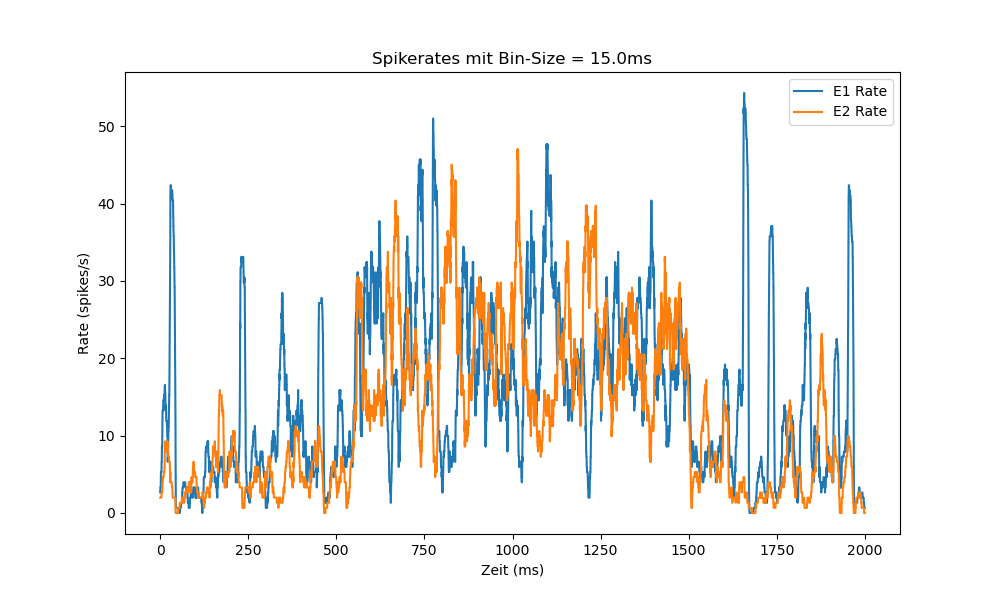 Spikerates mit Bin-Size = 15.0ms
E1 Rate
E2 Rate
Rate (spikes/s)
50
40
30
20
10
0
0 250 500 750 1000 1250 1500 1750 2000
Zeit (ms)